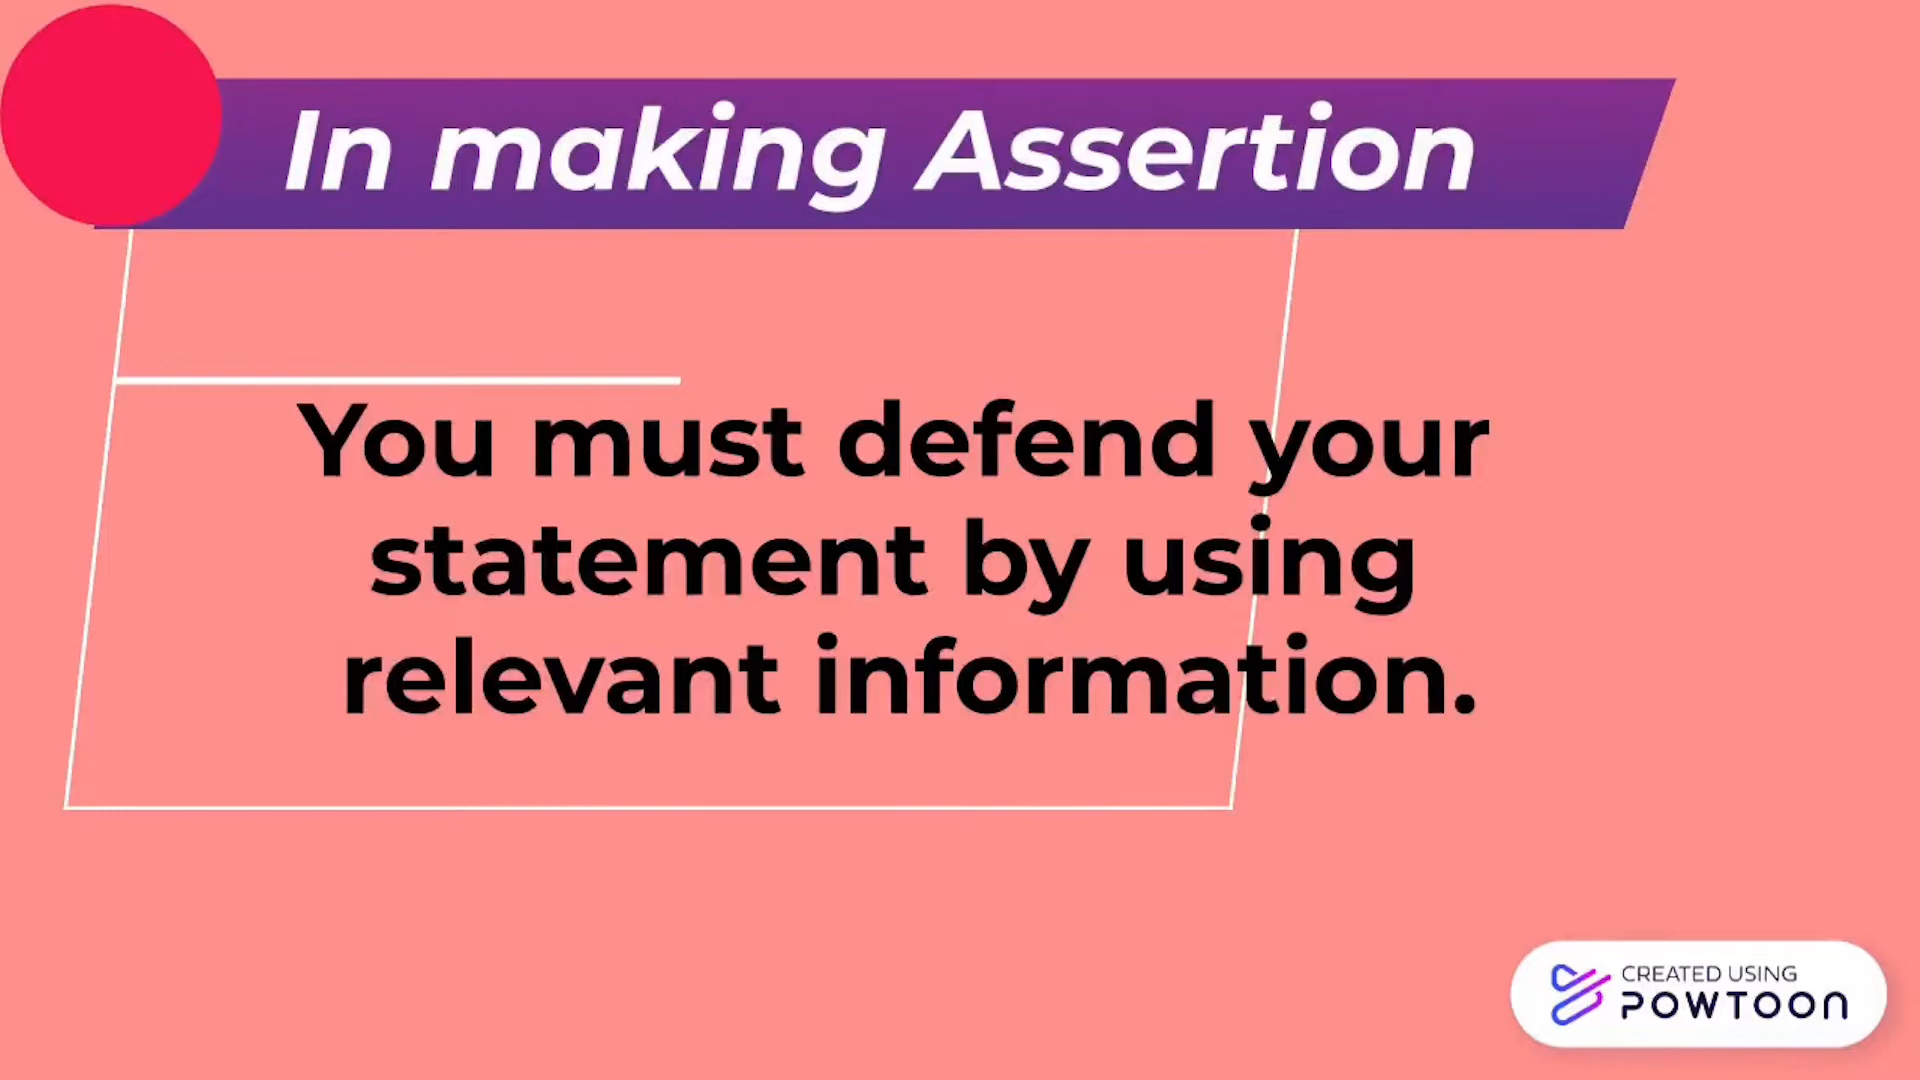 In making Assertion
You must defend your
statement by using
relevant information.
CREATED USING
POWTOON